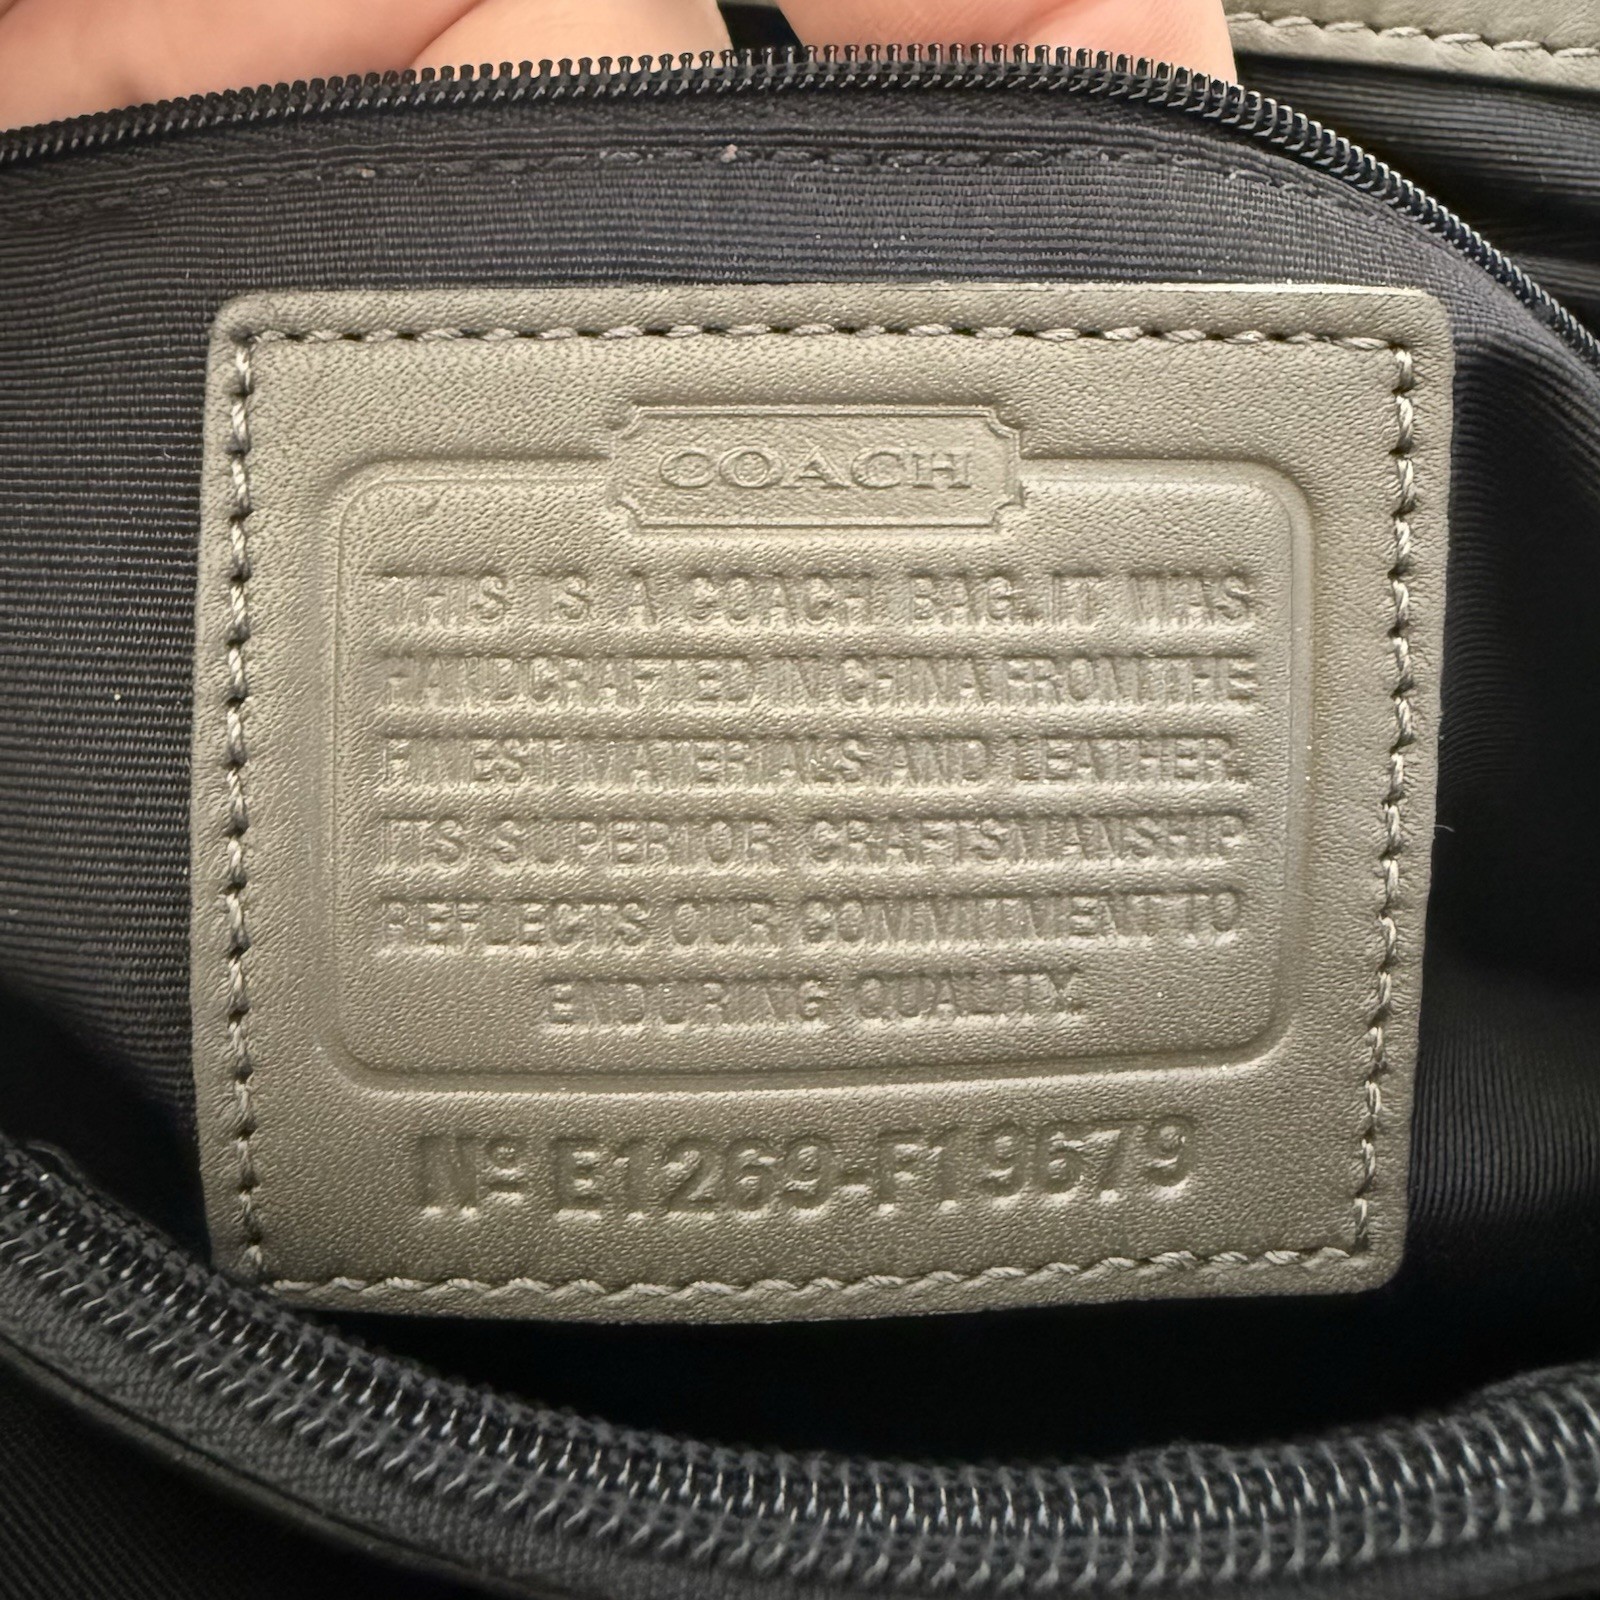 COACH
THIS IS A COACH BAG. IT WAS
HANDCRAFTED IN CHINA FROM THE
FINEST MATERIALS AND LEATHER.
ITS SUPERIOR CRAFTSMANSHIP
REFLECTS OUR COMMITMENT TO
ENDURING QUALITY.
Nº E1269-F19679